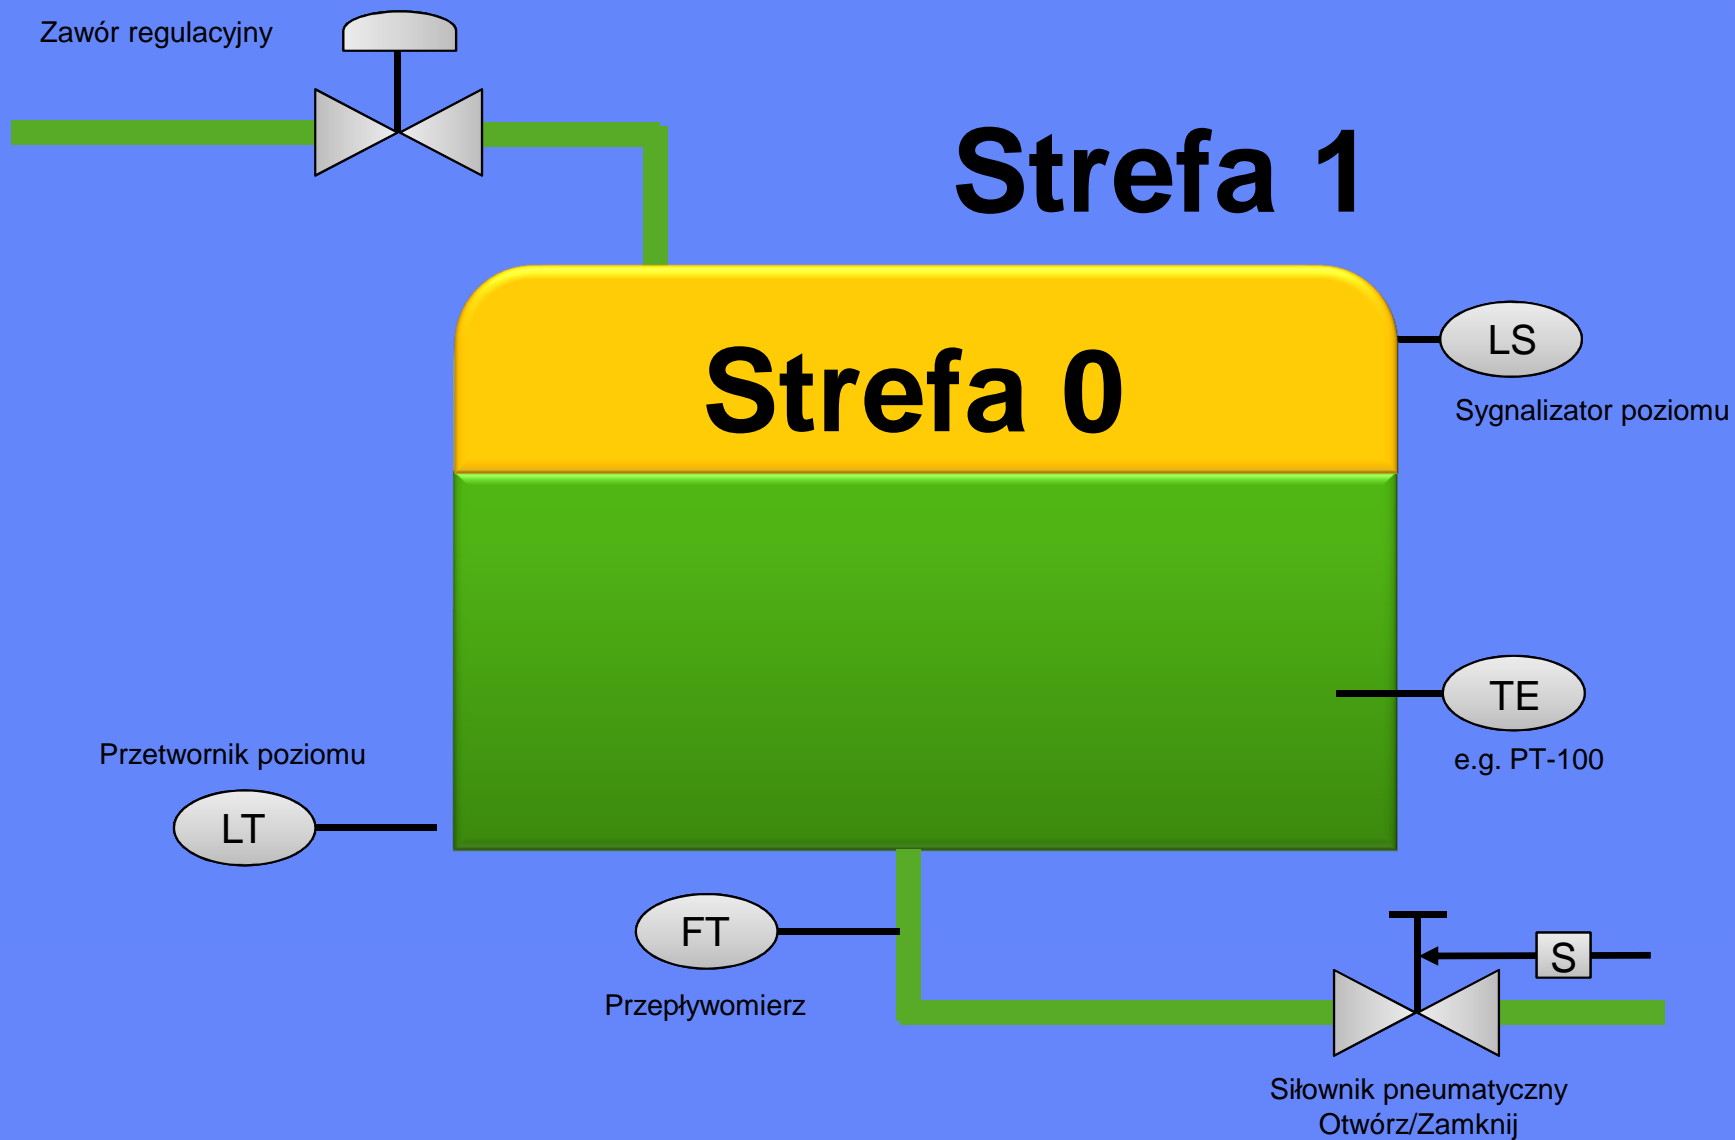 Zawór regulacyjny
Strefa 1
Strefa 0
LS
Sygnalizator poziomu
TE
e.g. PT-100
Przetwornik poziomu
LT
FT
Przepływomierz
S
Siłownik pneumatyczny
Otwórz/Zamknij